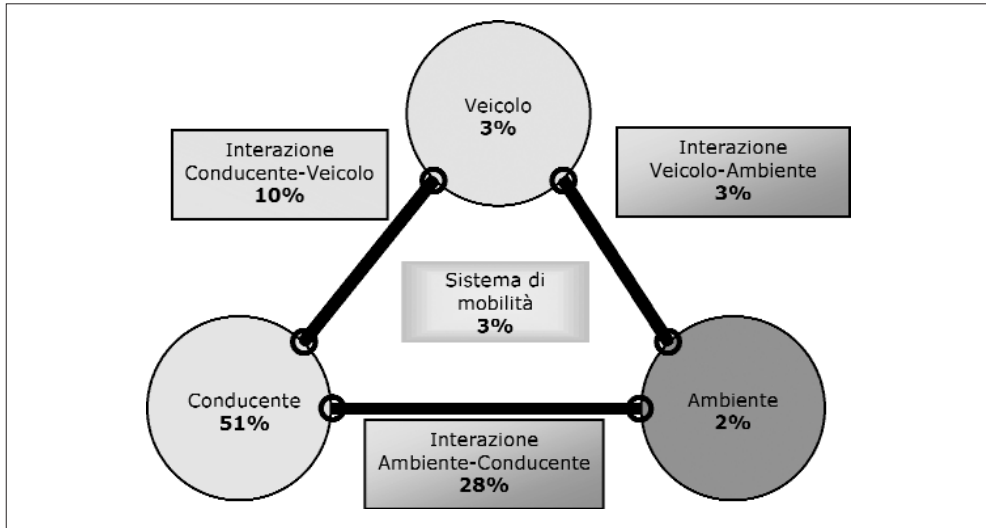 Veicolo
3%
Interazione
Conducente-Veicolo
10%
Interazione
Veicolo-Ambiente
3%
Sistema di
mobilità
3%
Conducente
51%
Ambiente
2%
Interazione
Ambiente-Conducente
28%